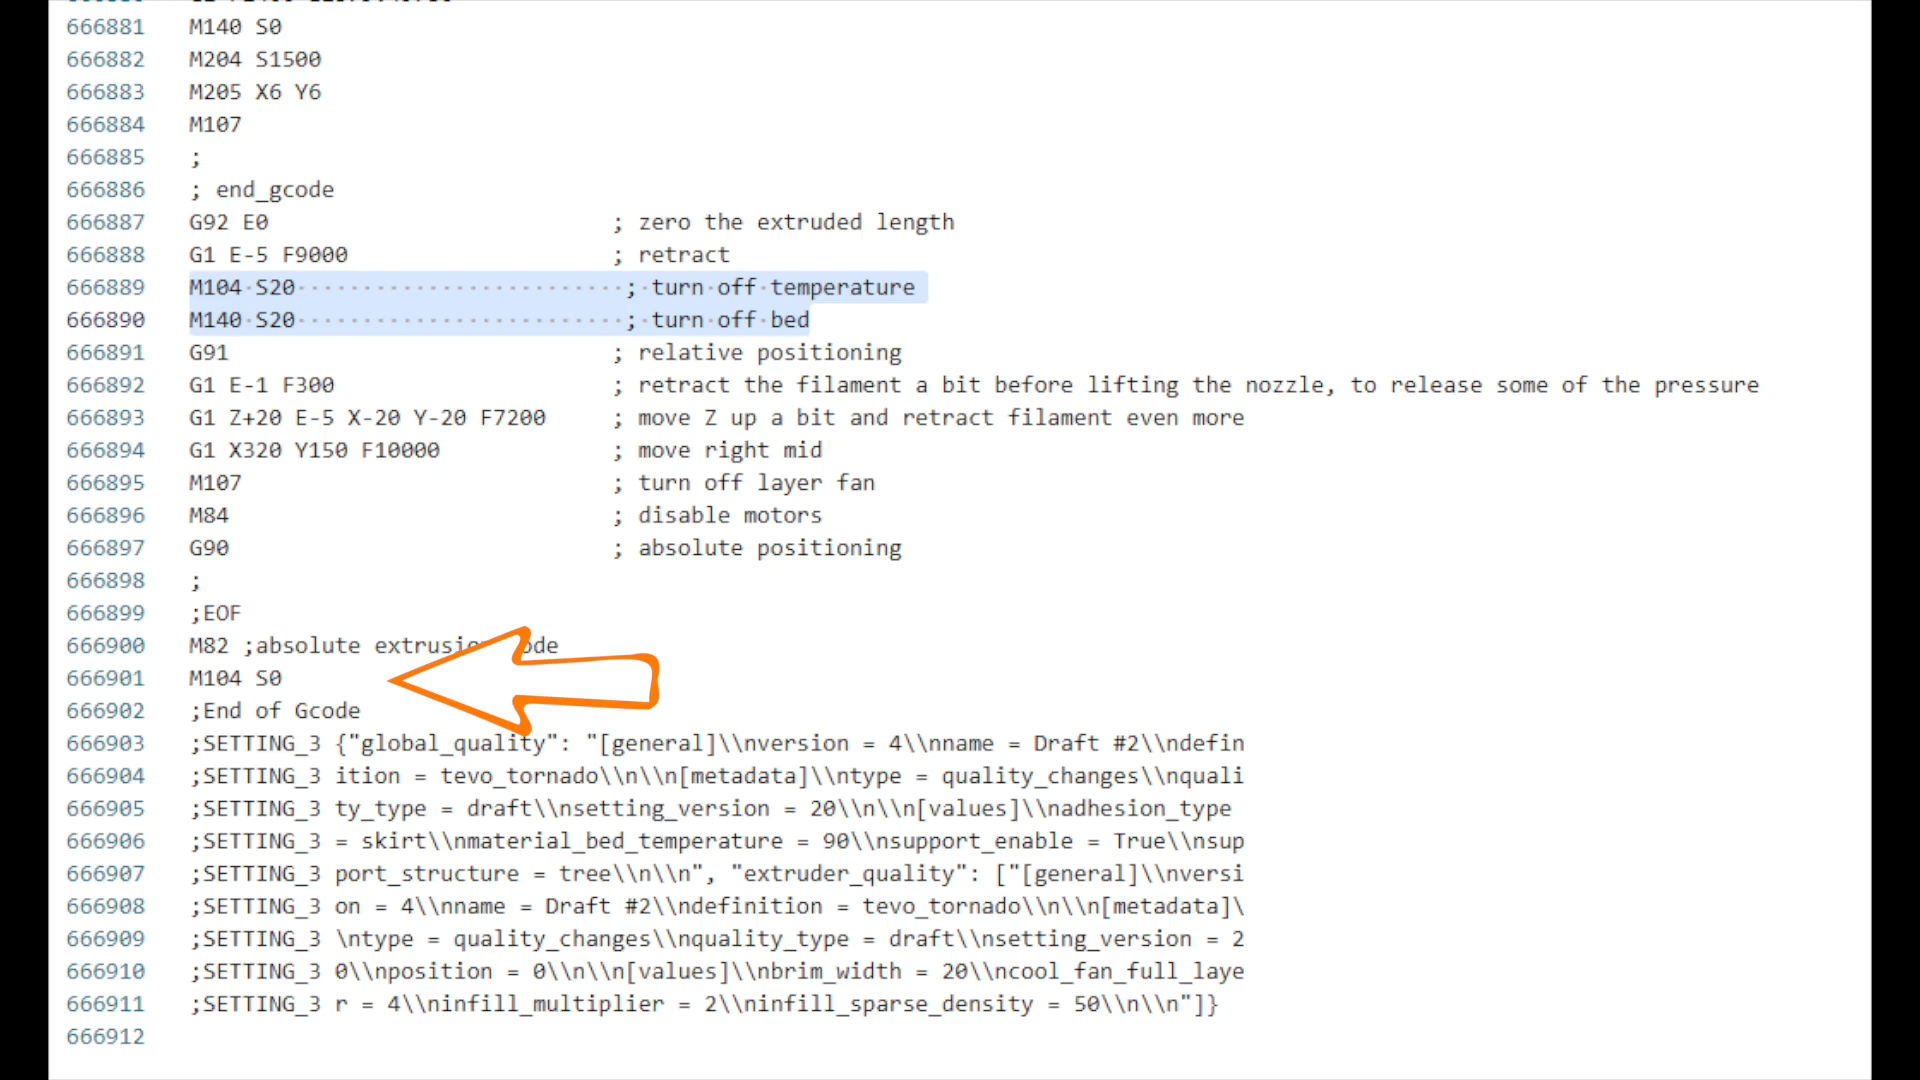 666881 M140 S0
666882 M204 S1500
666883 M205 X6 Y6
666884 M107
666885 ;
666886 ; end_gcode
666887 G92 E0 ; zero the extruded length
666888 G1 E-5 F9000 ; retract
666889 M104 S20 ; turn off temperature
666890 M140 S20 ; turn off bed
666891 G91 ; relative positioning
666892 G1 E-1 F300 ; retract the filament a bit before lifting the nozzle, to release some of the pressure
666893 G1 Z+20 E-5 X-20 Y-20 F7200 ; move Z up a bit and retract filament even more
666894 G1 X320 Y150 F10000 ; move right mid
666895 M107 ; turn off layer fan
666896 M84 ; disable motors
666897 G90 ; absolute positioning
666898 ;
666899 ;EOF
666900 M82 ;absolute extrusion mode
666901 M104 S0
666902 ;End of Gcode
666903 ;SETTING_3 {"global_quality": "[general]\\nversion = 4\\nname = Draft #2\\ndefin
666904 ;SETTING_3 ition = tevo_tornado\\n\\n[metadata]\\ntype = quality_changes\\nquali
666905 ;SETTING_3 ty_type = draft\\nsetting_version = 20\\n\\n[values]\\nadhesion_type
666906 ;SETTING_3 = skirt\\nmaterial_bed_temperature = 90\\nsupport_enable = True\\nsup
666907 ;SETTING_3 port_structure = tree\\n\\n", "extruder_quality": ["[general]\\nversi
666908 ;SETTING_3 on = 4\\nname = Draft #2\\ndefinition = tevo_tornado\\n\\n[metadata]\
666909 ;SETTING_3 \ntype = quality_changes\\nquality_type = draft\\nsetting_version = 2
666910 ;SETTING_3 0\\nposition = 0\\n\\n[values]\\nbrim_width = 20\\ncool_fan_full_laye
666911 ;SETTING_3 r = 4\\ninfill_multiplier = 2\\ninfill_sparse_density = 50\\n\\n"]}
666912